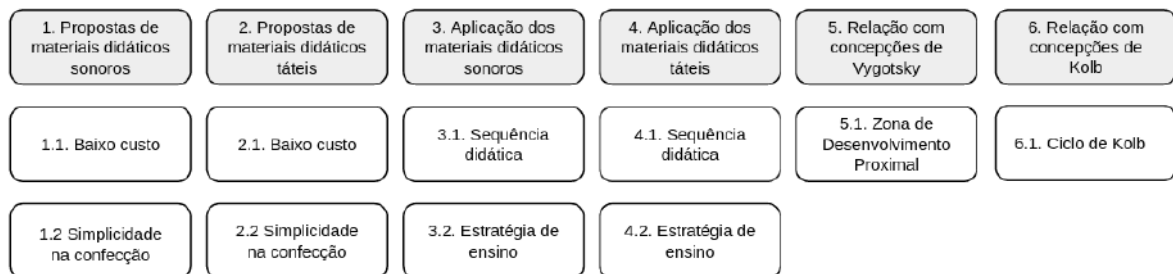 1. Propostas de
materiais didáticos
sonoros
2. Propostas de
materiais didáticos
táteis
3. Aplicação dos
materiais didáticos
sonoros
4. Aplicação dos
materiais didáticos
táteis
5. Relação com
concepções de
Vygotsky
6. Relação com
concepções de
Kolb
1.1. Baixo custo
2.1. Baixo custo
3.1. Sequência
didática
4.1. Sequência
didática
5.1. Zona de
Desenvolvimento
Proximal
6.1. Ciclo de Kolb
1.2 Simplicidade
na confecção
2.2 Simplicidade
na confecção
3.2. Estratégia de
ensino
4.2. Estratégia de
ensino